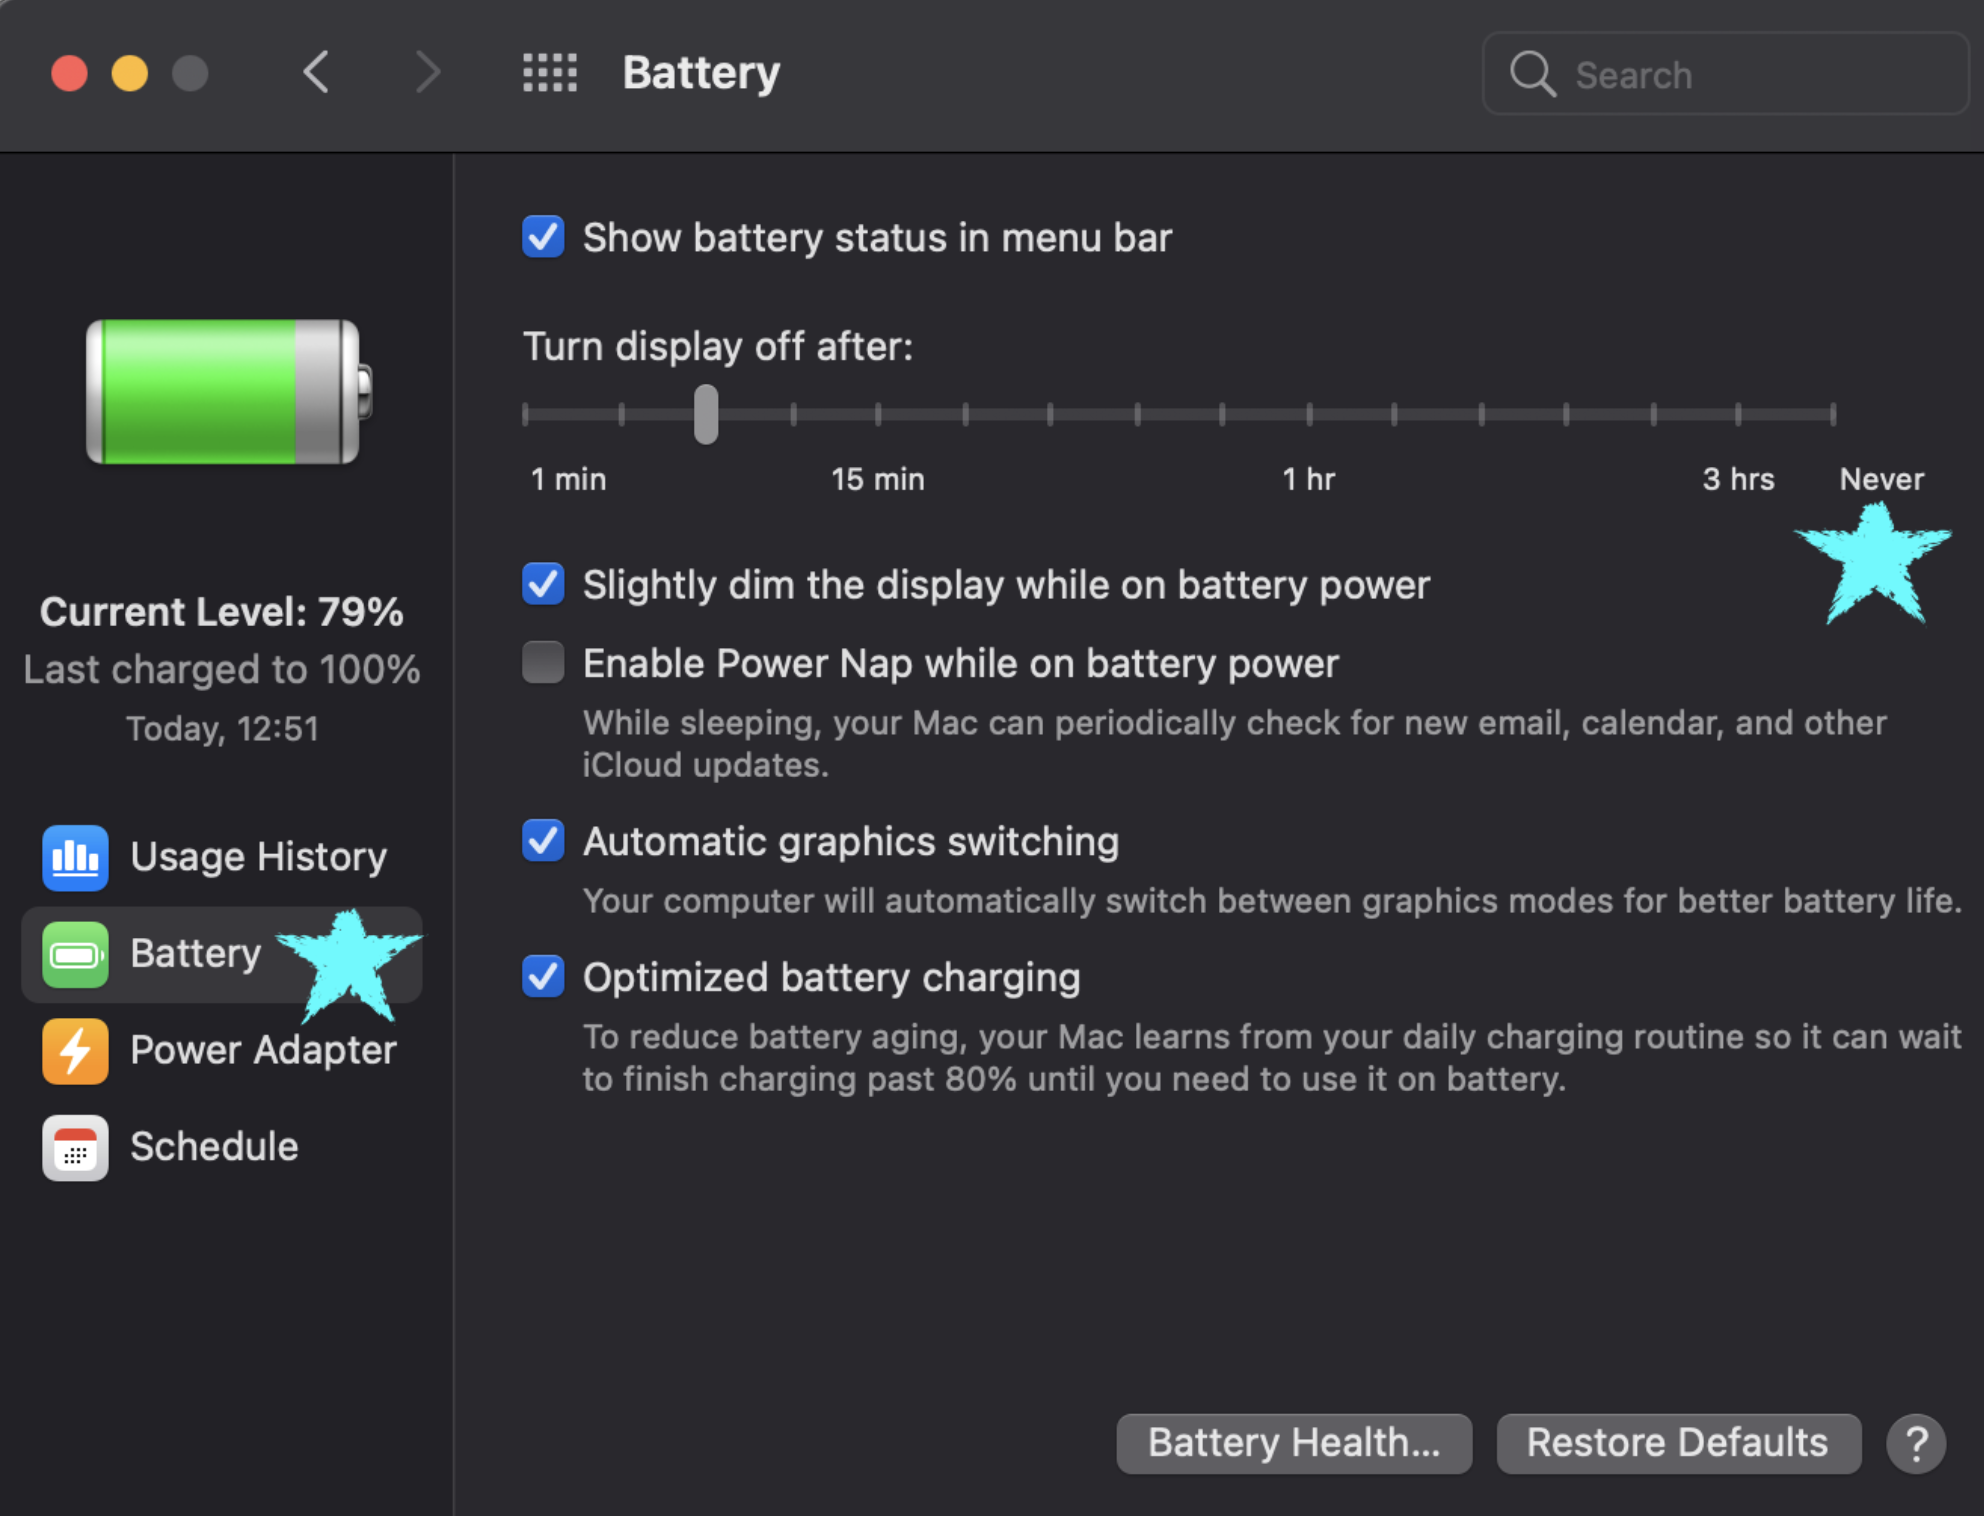 Battery
Search
Show battery status in menu bar
Turn display off after:
1 min 15 min 1 hr 3 hrs Never
Slightly dim the display while on battery power
Enable Power Nap while on battery power
While sleeping, your Mac can periodically check for new email, calendar, and other
iCloud updates.
Automatic graphics switching
Your computer will automatically switch between graphics modes for better battery life.
Optimized battery charging
To reduce battery aging, your Mac learns from your daily charging routine so it can wait
to finish charging past 80% until you need to use it on battery.
Current Level: 79%
Last charged to 100%
Today, 12:51
Usage History
Battery
Power Adapter
Schedule
Battery Health...
Restore Defaults
?